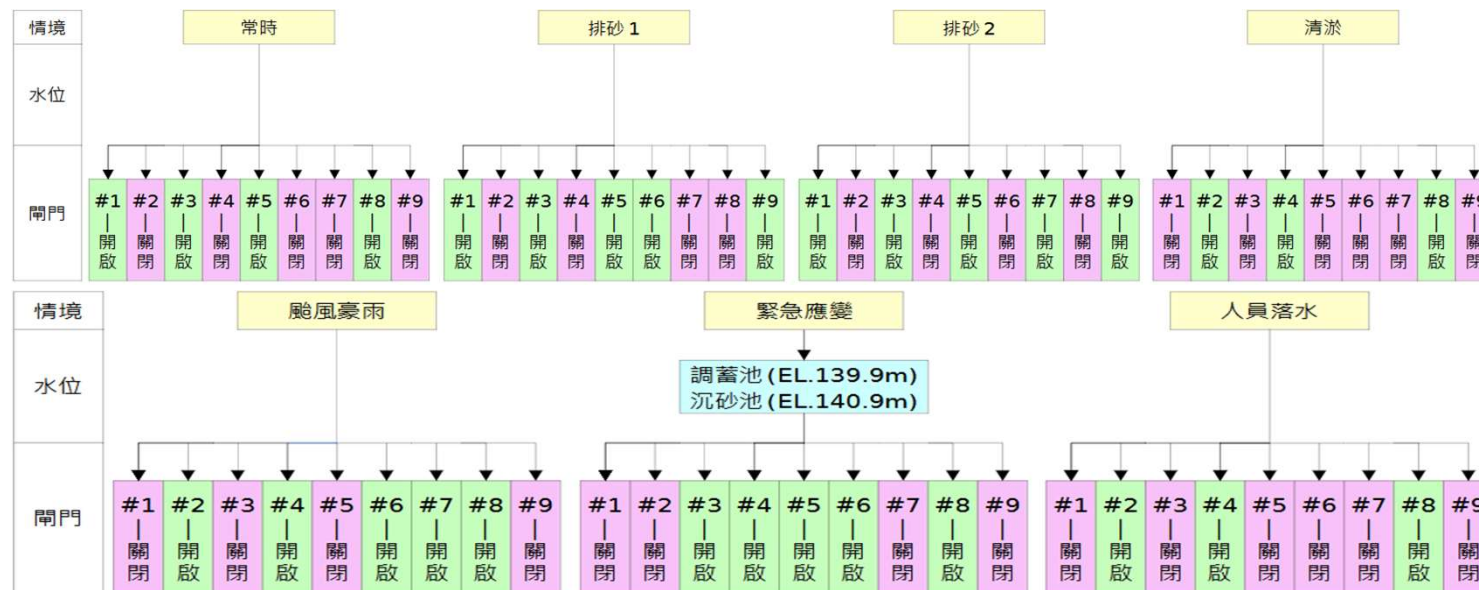 情境 常時 排砂1 排砂2 清淤
水位
閘門
#1|開啟 #2|關閉 #3|開啟 #4|關閉 #5|開啟 #6|關閉 #7|關閉 #8|開啟 #9|關閉
#1|開啟 #2|關閉 #3|開啟 #4|關閉 #5|開啟 #6|開啟 #7|關閉 #8|關閉 #9|開啟
#1|開啟 #2|關閉 #3|開啟 #4|關閉 #5|開啟 #6|關閉 #7|開啟 #8|關閉 #9|開啟
#1|關閉 #2|開啟 #3|關閉 #4|開啟 #5|關閉 #6|關閉 #7|關閉 #8|開啟 #9|關閉
情境 颱風豪雨 緊急應變 人員落水
水位
調蓄池(EL.139.9m)
沉砂池(EL.140.9m)
閘門
#1|關閉 #2|開啟 #3|關閉 #4|開啟 #5|關閉 #6|開啟 #7|開啟 #8|開啟 #9|關閉
#1|關閉 #2|關閉 #3|開啟 #4|開啟 #5|開啟 #6|開啟 #7|關閉 #8|開啟 #9|關閉
#1|關閉 #2|開啟 #3|關閉 #4|開啟 #5|關閉 #6|關閉 #7|關閉 #8|開啟 #9|關閉